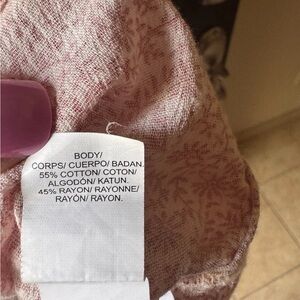 BODY/
CORPS/ CUERPO/ BADAN.
55% COTTON/ COTON/
ALGODÓN/ KATUN.
45% RAYON/ RAYONNE/
RAYÓN/ RAYON.